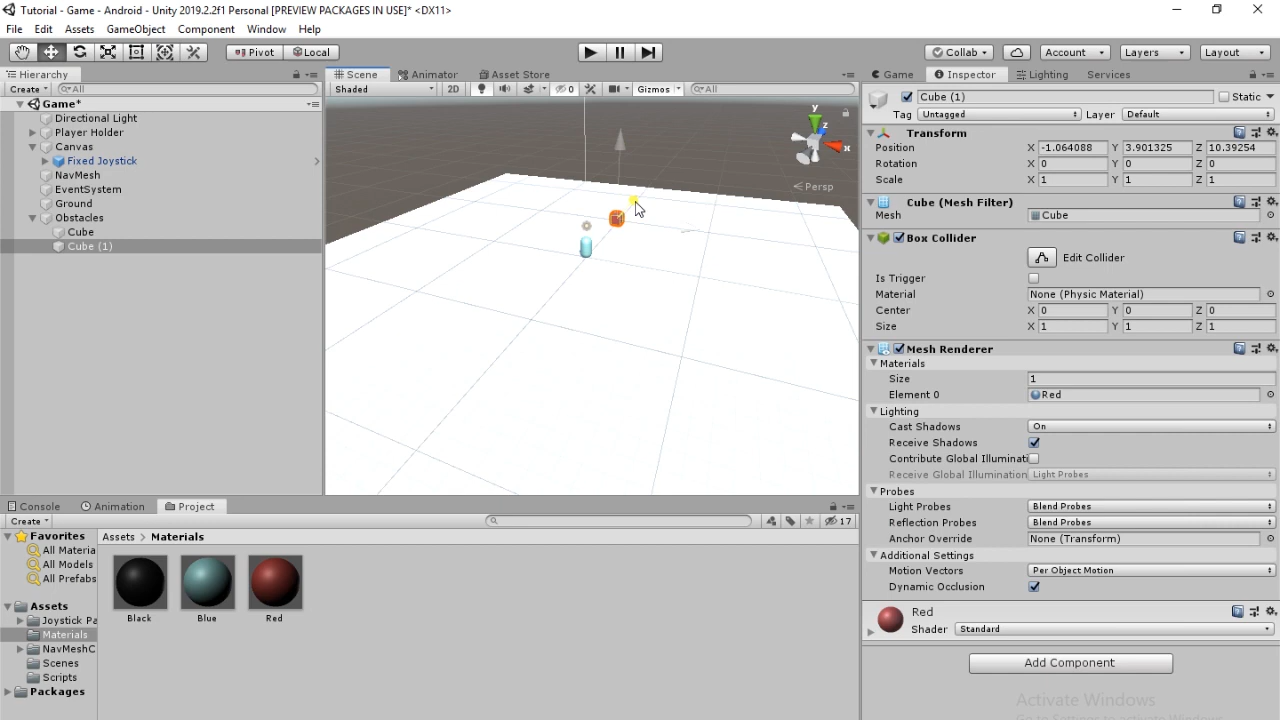 Tutorial - Game - Android - Unity 2019.2.2f1 Personal [PREVIEW PACKAGES IN USE]* <DX11>
File Edit Assets GameObject Component Window Help
Pivot Local Collab Account Layers Layout
Hierarchy Scene Animator Asset Store Game Inspector Lighting Services
Create All Shaded 2D 0 Gizmos All Cube (1) Static
Tag Untagged Layer Default
Game*
Directional Light
Player Holder
Canvas
Fixed Joystick
NavMesh
EventSystem
Ground
Obstacles
Cube
Cube (1)
y
z
x
Persp
Transform
Position X -1.064088 Y 3.901325 Z 10.39254
Rotation X 0 Y 0 Z 0
Scale X 1 Y 1 Z 1
Cube (Mesh Filter)
Mesh Cube
Box Collider
Edit Collider
Is Trigger
Material None (Physic Material)
Center X 0 Y 0 Z 0
Size X 1 Y 1 Z 1
Mesh Renderer
Materials
Size 1
Element 0 Red
Lighting
Cast Shadows On
Receive Shadows
Contribute Global Illuminati
Receive Global Illumination Light Probes
Probes
Light Probes Blend Probes
Reflection Probes Blend Probes
Anchor Override None (Transform)
Additional Settings
Motion Vectors Per Object Motion
Dynamic Occlusion
Red
Shader Standard
Add Component
Activate Windows
Go to Settings to activate Windows.
Console Animation Project
Create 17
Favorites
All Materia
All Models
All Prefabs
Assets
Joystick Pa
Materials
NavMeshC
Scenes
Scripts
Packages
Assets > Materials
Black Blue Red